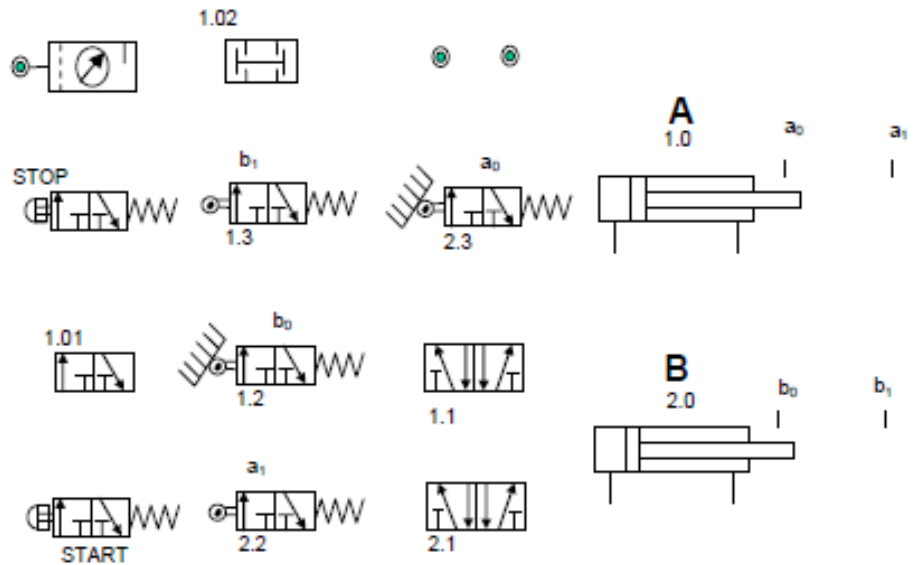 1.02
A
1.0
a₀
a₁
STOP
b₁
1.3
a₀
2.3
1.01
b₀
1.2
1.1
B
2.0
b₀
b₁
START
a₁
2.2
2.1